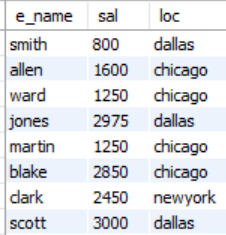 e_name sal loc
smith 800 dallas
allen 1600 chicago
ward 1250 chicago
jones 2975 dallas
martin 1250 chicago
blake 2850 chicago
clark 2450 newyork
scott 3000 dallas